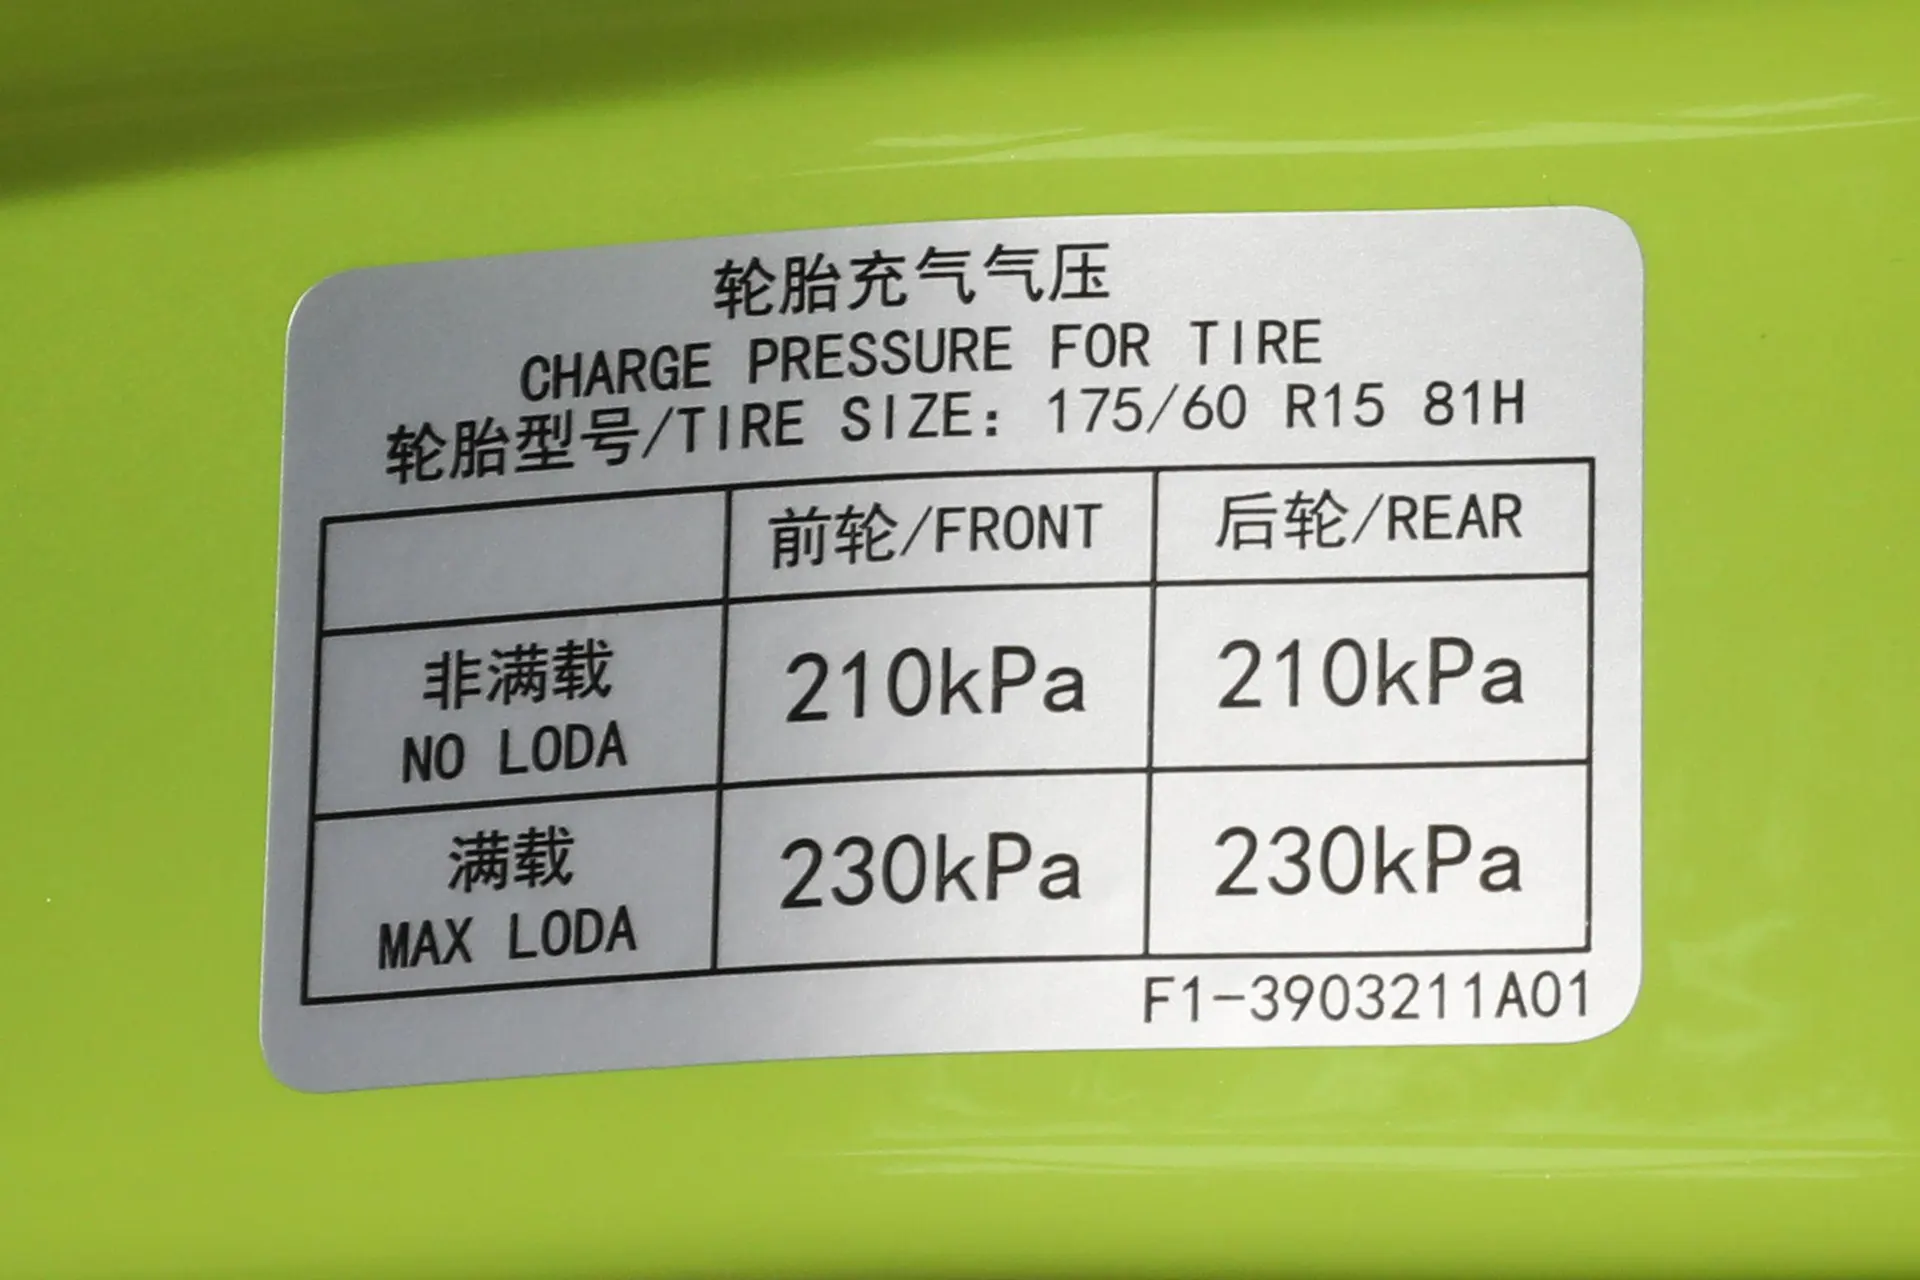 轮胎充气气压
CHARGE PRESSURE FOR TIRE
轮胎型号/TIRE SIZE: 175/60 R15 81H
前轮/FRONT 后轮/REAR
非满载
NO LODA
210kPa 210kPa
满载
MAX LODA
230kPa 230kPa
F1-3903211A01